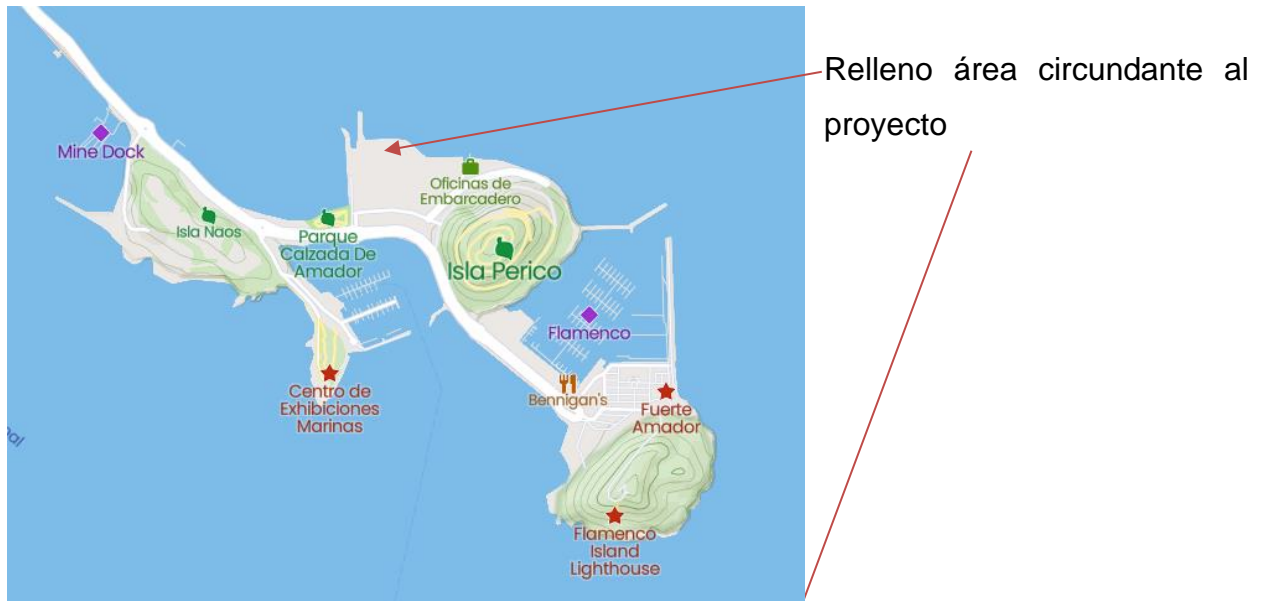 Relleno área circundante al
proyecto
Mine Dock
Oficinas de
Embarcadero
Isla Naos
Parque
Calzada De
Amador
Isla Perico
Flamenco
Bennigan's
Centro de
Exhibiciones
Marinas
Fuerte
Amador
Flamenco
Island
Lighthouse